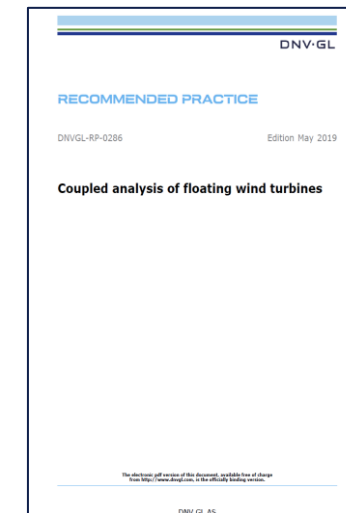 DNV·GL
RECOMMENDED PRACTICE
DNVGL-RP-0286 Edition May 2019
Coupled analysis of floating wind turbines
The electronic pdf version of this document, available free of charge
from http://www.dnvgl.com, is the officially binding version.
DNV GL AS